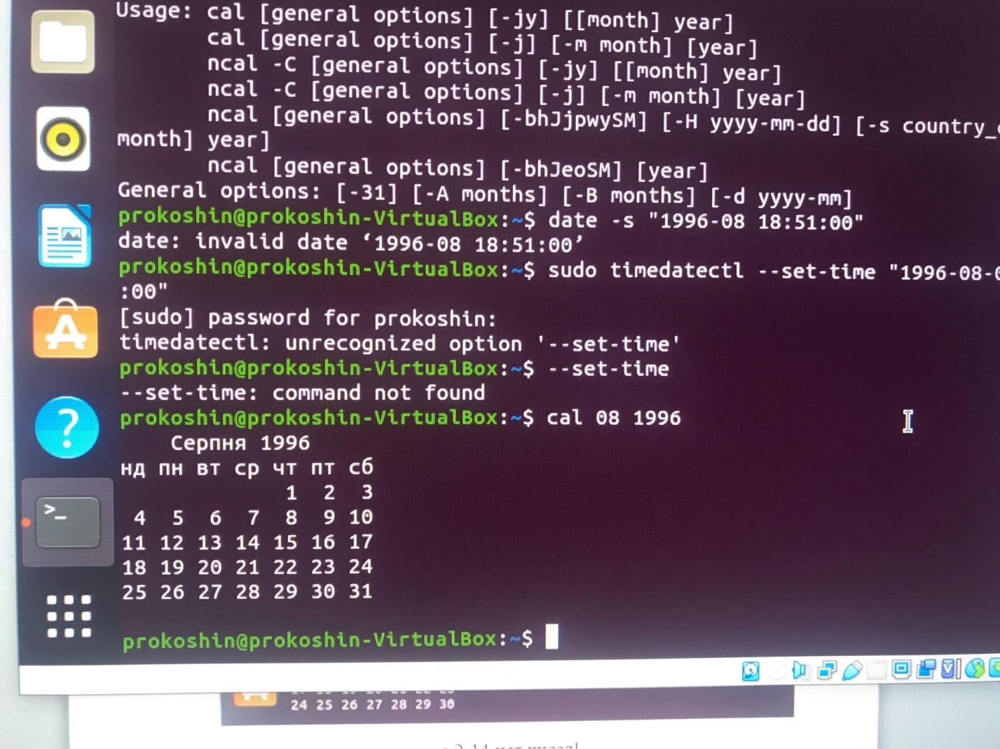 Usage: cal [general options] [-jy] [[month] year]
cal [general options] [-j] [-m month] [year]
ncal -C [general options] [-jy] [[month] year]
ncal -C [general options] [-j] [-m month] [year]
ncal [general options] [-bhJjpwySM] [-H yyyy-mm-dd] [-s country_
month] year]
ncal [general options] [-bhJeoSM] [year]
General options: [-31] [-A months] [-B months] [-d yyyy-mm]
prokoshin@prokoshin-VirtualBox:~$ date -s "1996-08 18:51:00"
date: invalid date ‘1996-08 18:51:00’
prokoshin@prokoshin-VirtualBox:~$ sudo timedatectl --set-time "1996-08-0
:00"
[sudo] password for prokoshin:
timedatectl: unrecognized option '--set-time'
prokoshin@prokoshin-VirtualBox:~$ --set-time
--set-time: command not found
prokoshin@prokoshin-VirtualBox:~$ cal 08 1996
Серпня 1996
нд пн вт ср чт пт сб
1 2 3
4 5 6 7 8 9 10
11 12 13 14 15 16 17
18 19 20 21 22 23 24
25 26 27 28 29 30 31
prokoshin@prokoshin-VirtualBox:~$
24 25 26 27 28 29 30